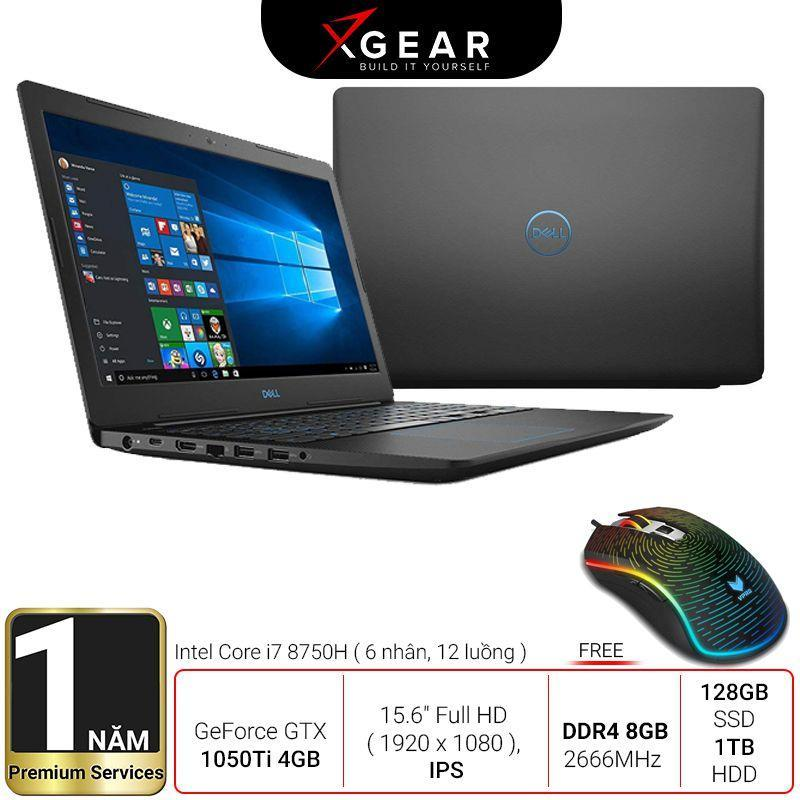 XGEAR
BUILD IT YOURSELF
DELL
DELL
VPRO
1
NĂM
Premium Services
Intel Core i7 8750H ( 6 nhân, 12 luồng )
FREE
GeForce GTX
1050Ti 4GB
15.6" Full HD
( 1920 x 1080 ),
IPS
DDR4 8GB
2666MHz
128GB
SSD
1TB
HDD